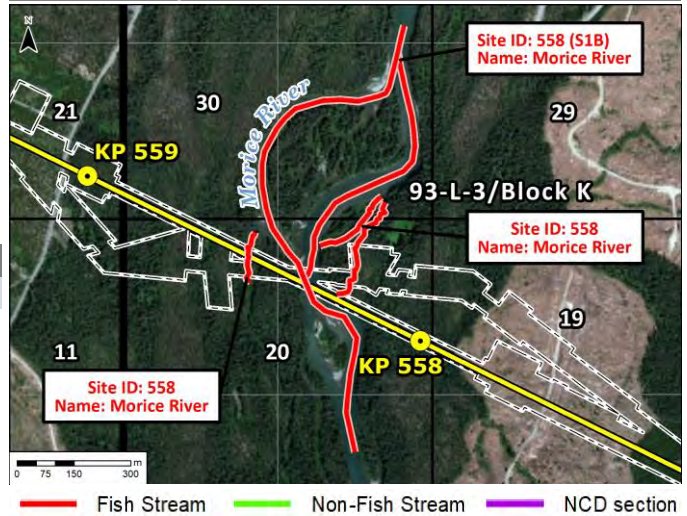 N
Site ID: 558 (S1B)
Name: Morice River
21
30
29
KP 559
Morice River
93-L-3/Block K
Site ID: 558
Name: Morice River
19
11
20
KP 558
Site ID: 558
Name: Morice River
0 75 150 300 m
Fish Stream Non-Fish Stream NCD section